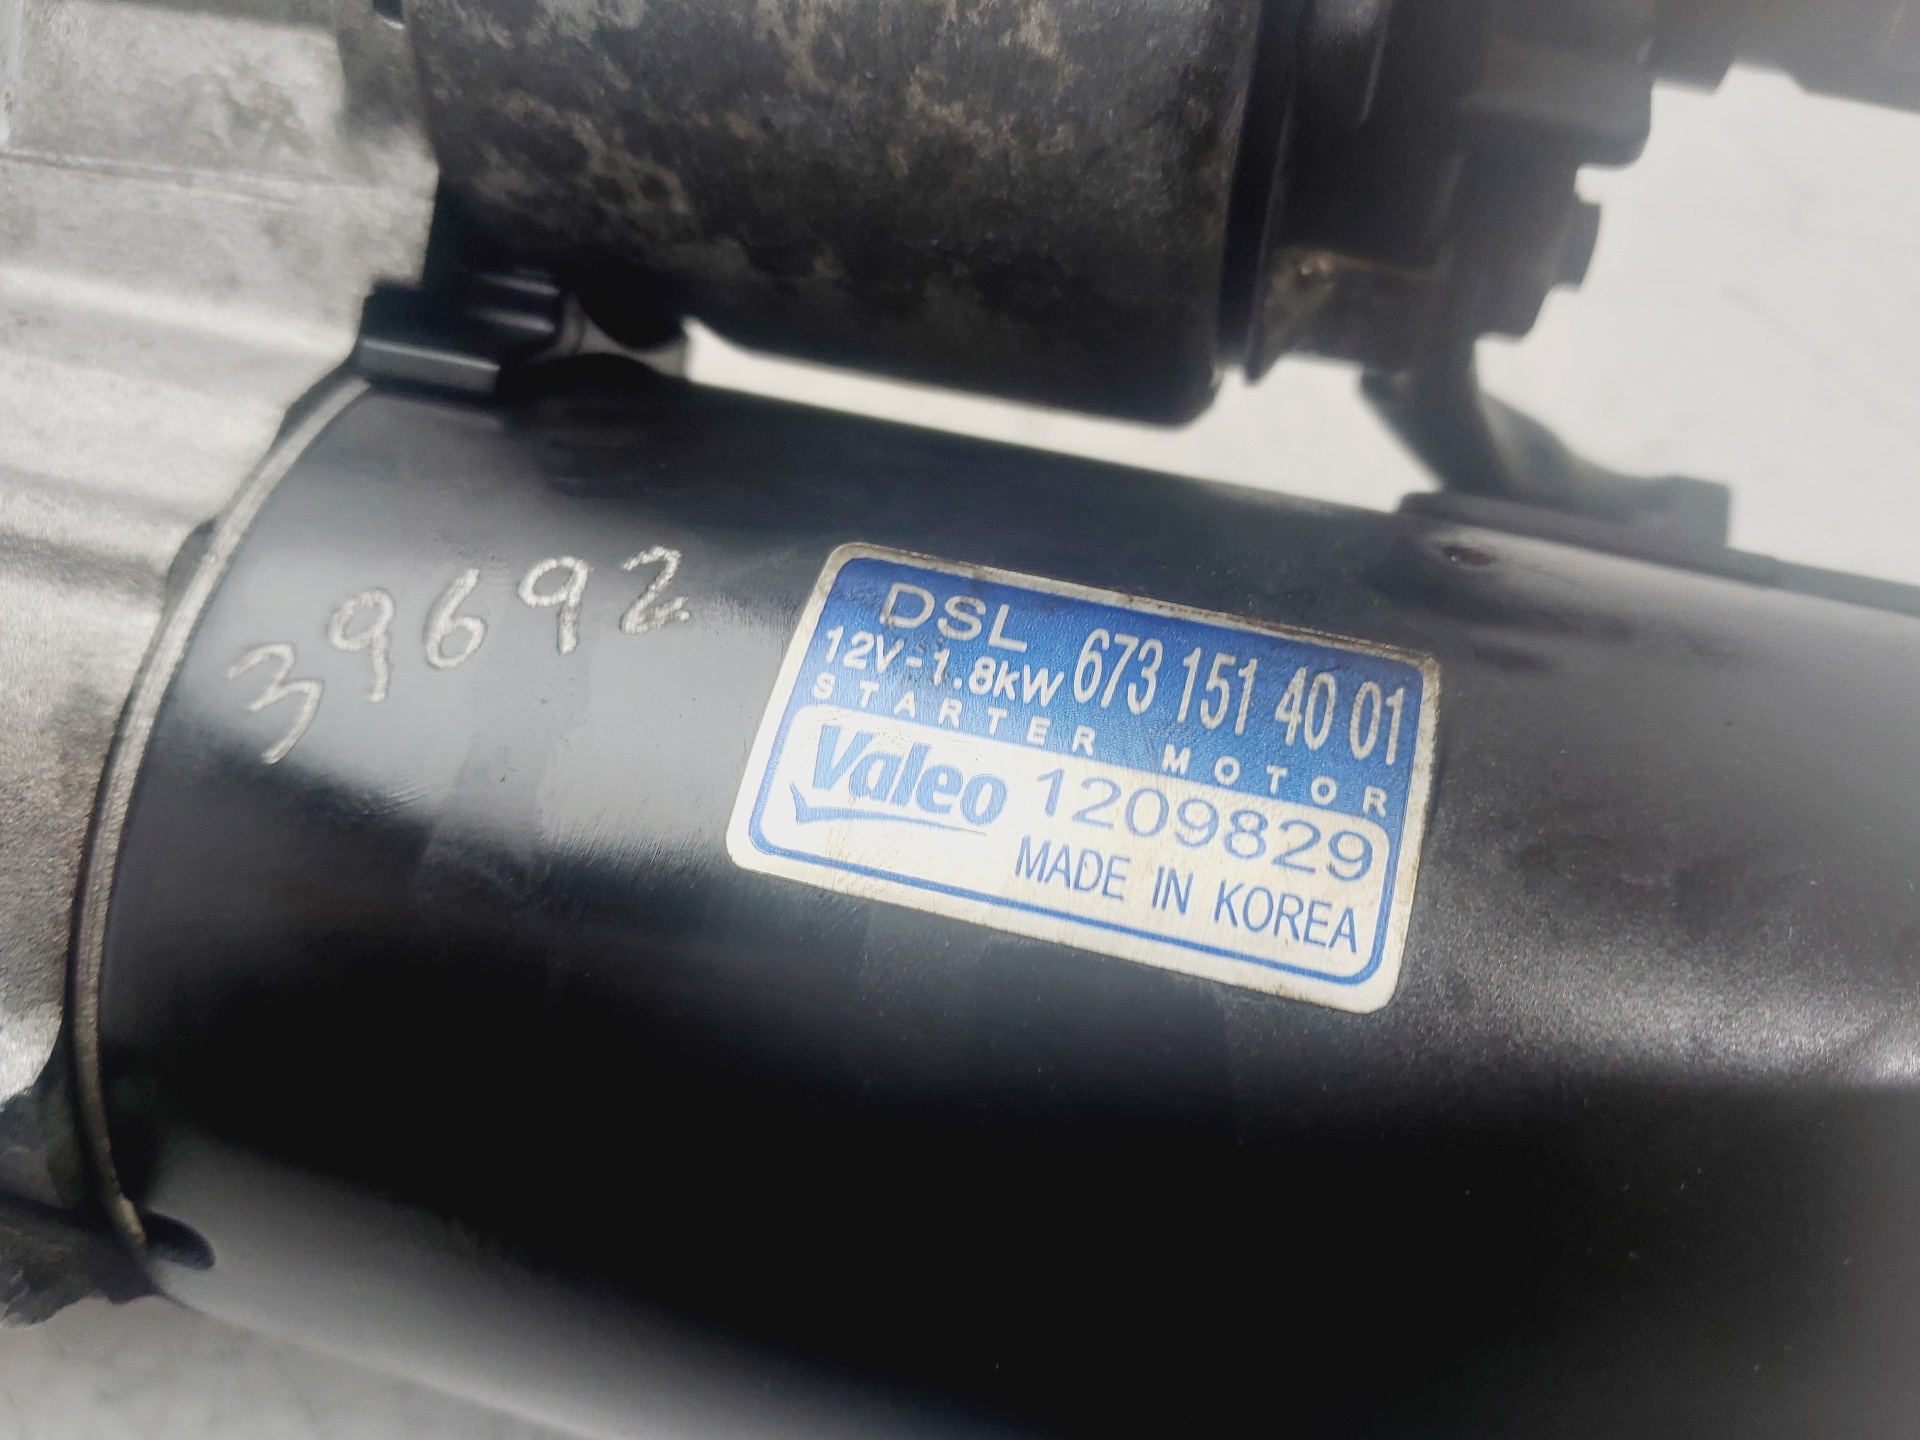 39692
DSL
12V-1.8kW 673 151 40 01
STARTER MOTOR
Valeo 1209829
MADE IN KOREA